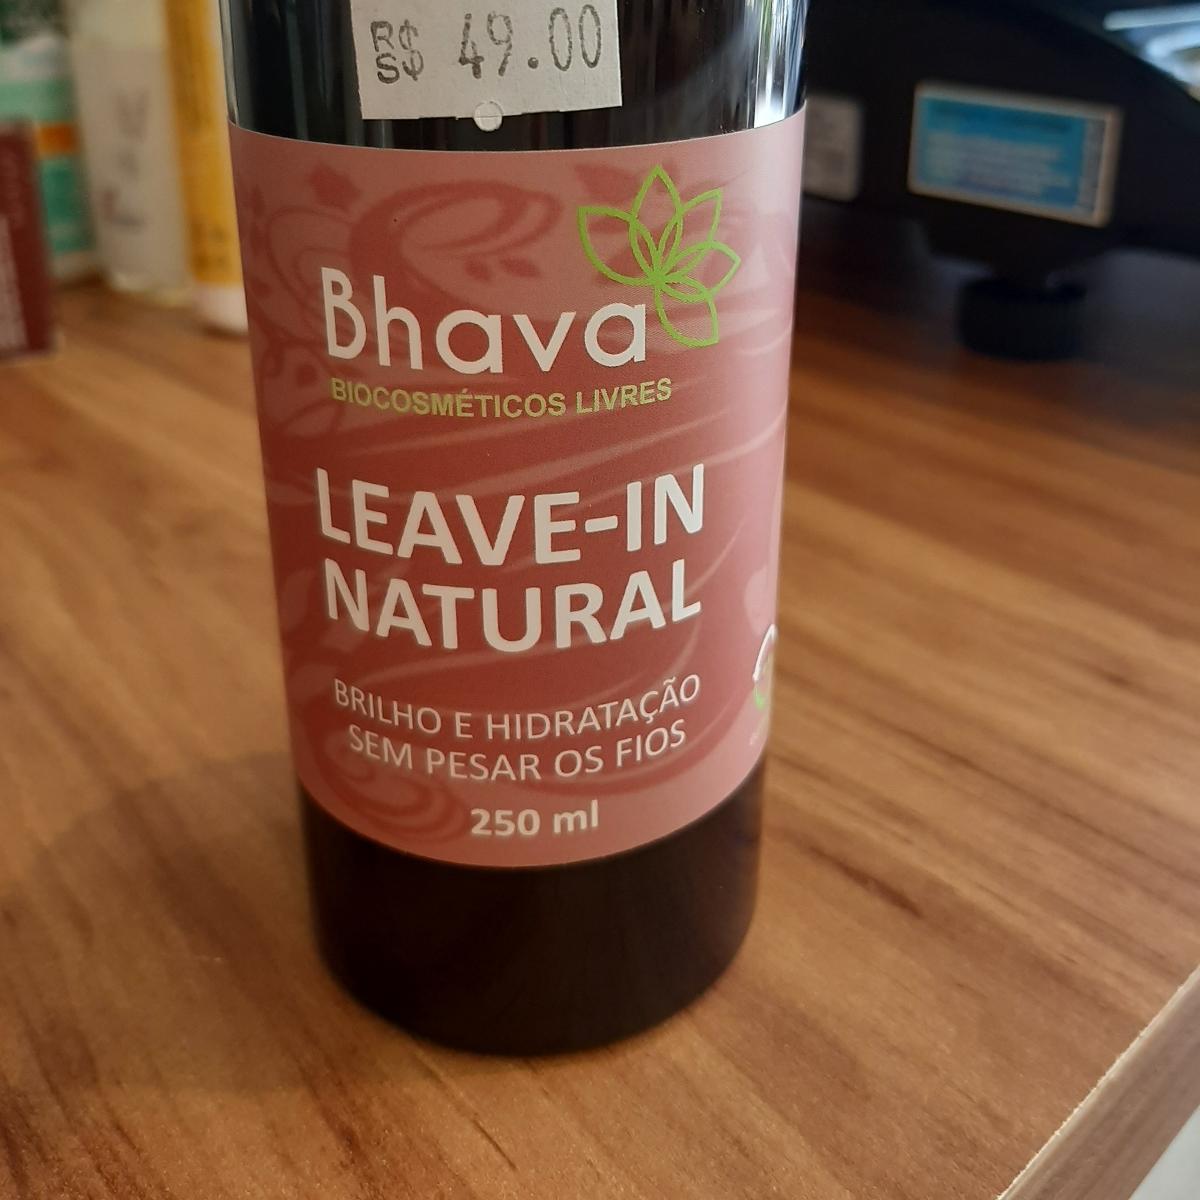 R$ 49.00
Bhava
BIOCOSMÉTICOS LIVRES
LEAVE-IN
NATURAL
BRILHO E HIDRATAÇÃO
SEM PESAR OS FIOS
250 ml